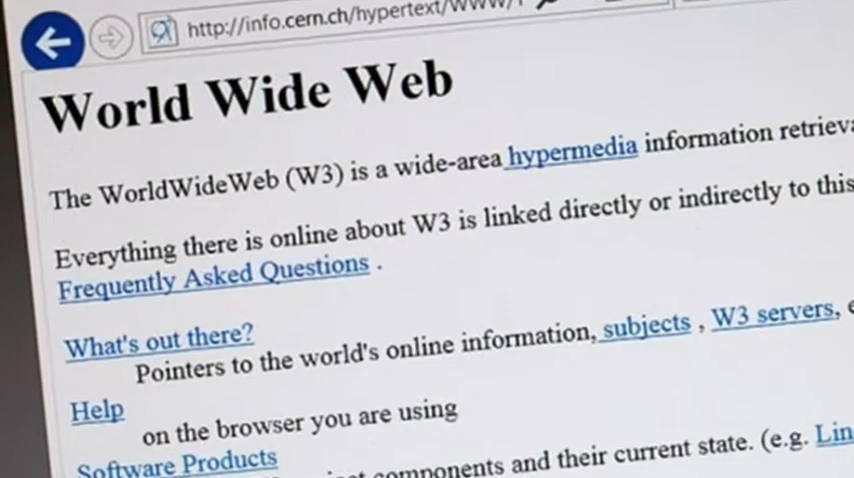 http://info.cern.ch/hypertext/WWW/
World Wide Web
The WorldWideWeb (W3) is a wide-area hypermedia information
Everything there is online about W3 is linked directly or indirectly to this
Frequently Asked Questions .
What's out there?
Pointers to the world's online information, subjects , W3 servers,
Help
on the browser you are using
Software Products
components and their current state. (e.g.